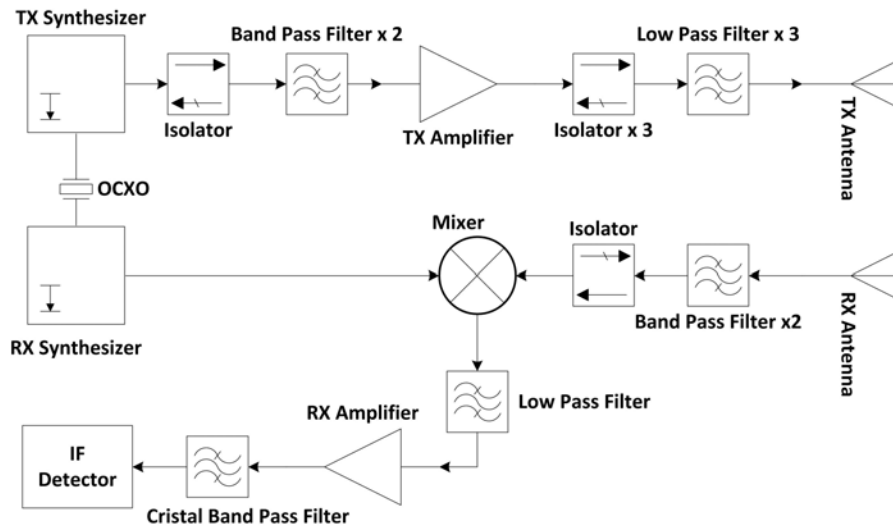 TX Synthesizer
Band Pass Filter x 2
Low Pass Filter x 3
Isolator
TX Amplifier
Isolator x 3
TX Antenna
OCXO
Mixer
Isolator
RX Synthesizer
Band Pass Filter x2
RX Antenna
Low Pass Filter
RX Amplifier
IF
Detector
Cristal Band Pass Filter